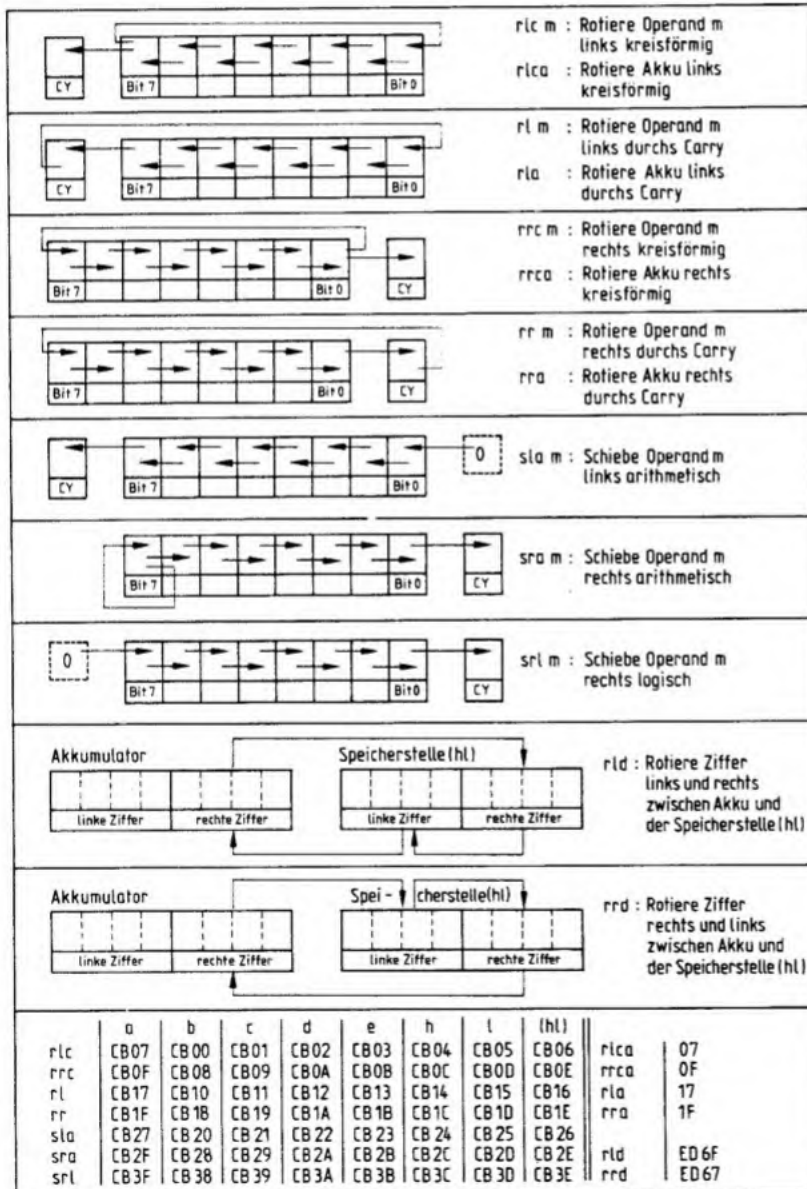 rlc m : Rotiere Operand m
links kreisförmig
rlca : Rotiere Akku links
kreisförmig
CY Bit 7 Bit 0
rl m : Rotiere Operand m
links durchs Carry
rla : Rotiere Akku links
durchs Carry
CY Bit 7 Bit 0
rrc m : Rotiere Operand m
rechts kreisförmig
rrca : Rotiere Akku rechts
kreisförmig
Bit 7 Bit 0 CY
rr m : Rotiere Operand m
rechts durchs Carry
rra : Rotiere Akku rechts
durchs Carry
Bit 7 Bit 0 CY
0 sla m : Schiebe Operand m
links arithmetisch
CY Bit 7 Bit 0
sra m : Schiebe Operand m
rechts arithmetisch
Bit 7 Bit 0 CY
0 srl m : Schiebe Operand m
rechts logisch
Bit 7 Bit 0 CY
Akkumulator Speicherstelle (hl)
linke Ziffer rechte Ziffer linke Ziffer rechte Ziffer
rld : Rotiere Ziffer
links und rechts
zwischen Akku und
der Speicherstelle (hl)
Akkumulator Spei - cherstelle(hl)
linke Ziffer rechte Ziffer linke Ziffer rechte Ziffer
rrd : Rotiere Ziffer
rechts und links
zwischen Akku und
der Speicherstelle (hl)
a b c d e h l (hl)
rlc CB07 CB00 CB01 CB02 CB03 CB04 CB05 CB06 rlca 07
rrc CB0F CB08 CB09 CB0A CB0B CB0C CB0D CB0E rrca 0F
rl CB17 CB10 CB11 CB12 CB13 CB14 CB15 CB16 rla 17
rr CB1F CB18 CB19 CB1A CB1B CB1C CB1D CB1E rra 1F
sla CB27 CB20 CB21 CB22 CB23 CB24 CB25 CB26
sra CB2F CB28 CB29 CB2A CB2B CB2C CB2D CB2E rld ED6F
srl CB3F CB38 CB39 CB3A CB3B CB3C CB3D CB3E rrd ED67